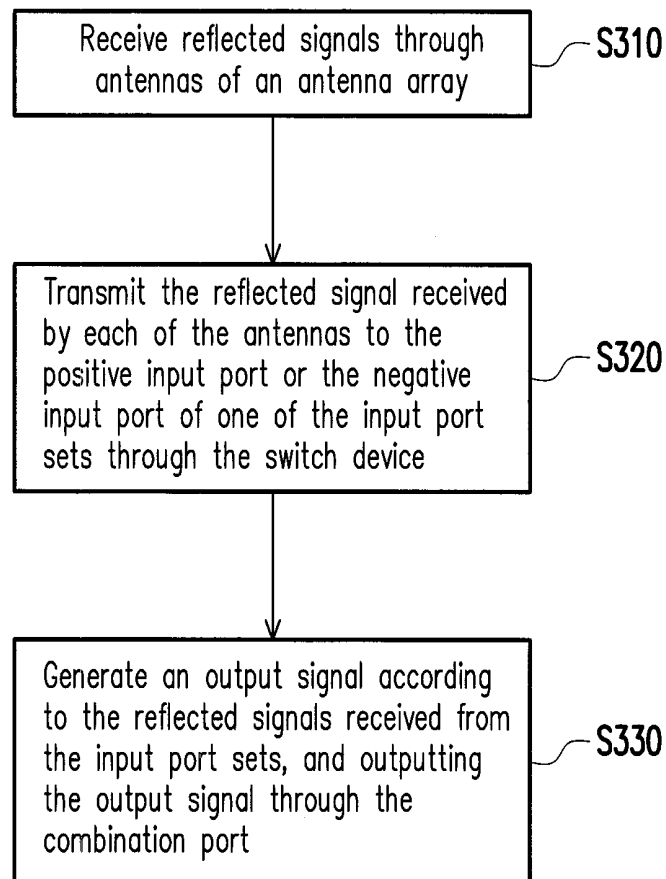 Receive reflected signals through
antennas of an antenna array
S310
Transmit the reflected signal received
by each of the antennas to the
positive input port or the negative
input port of one of the input port
sets through the switch device
S320
Generate an output signal according
to the reflected signals received from
the input port sets, and outputting
the output signal through the
combination port
S330